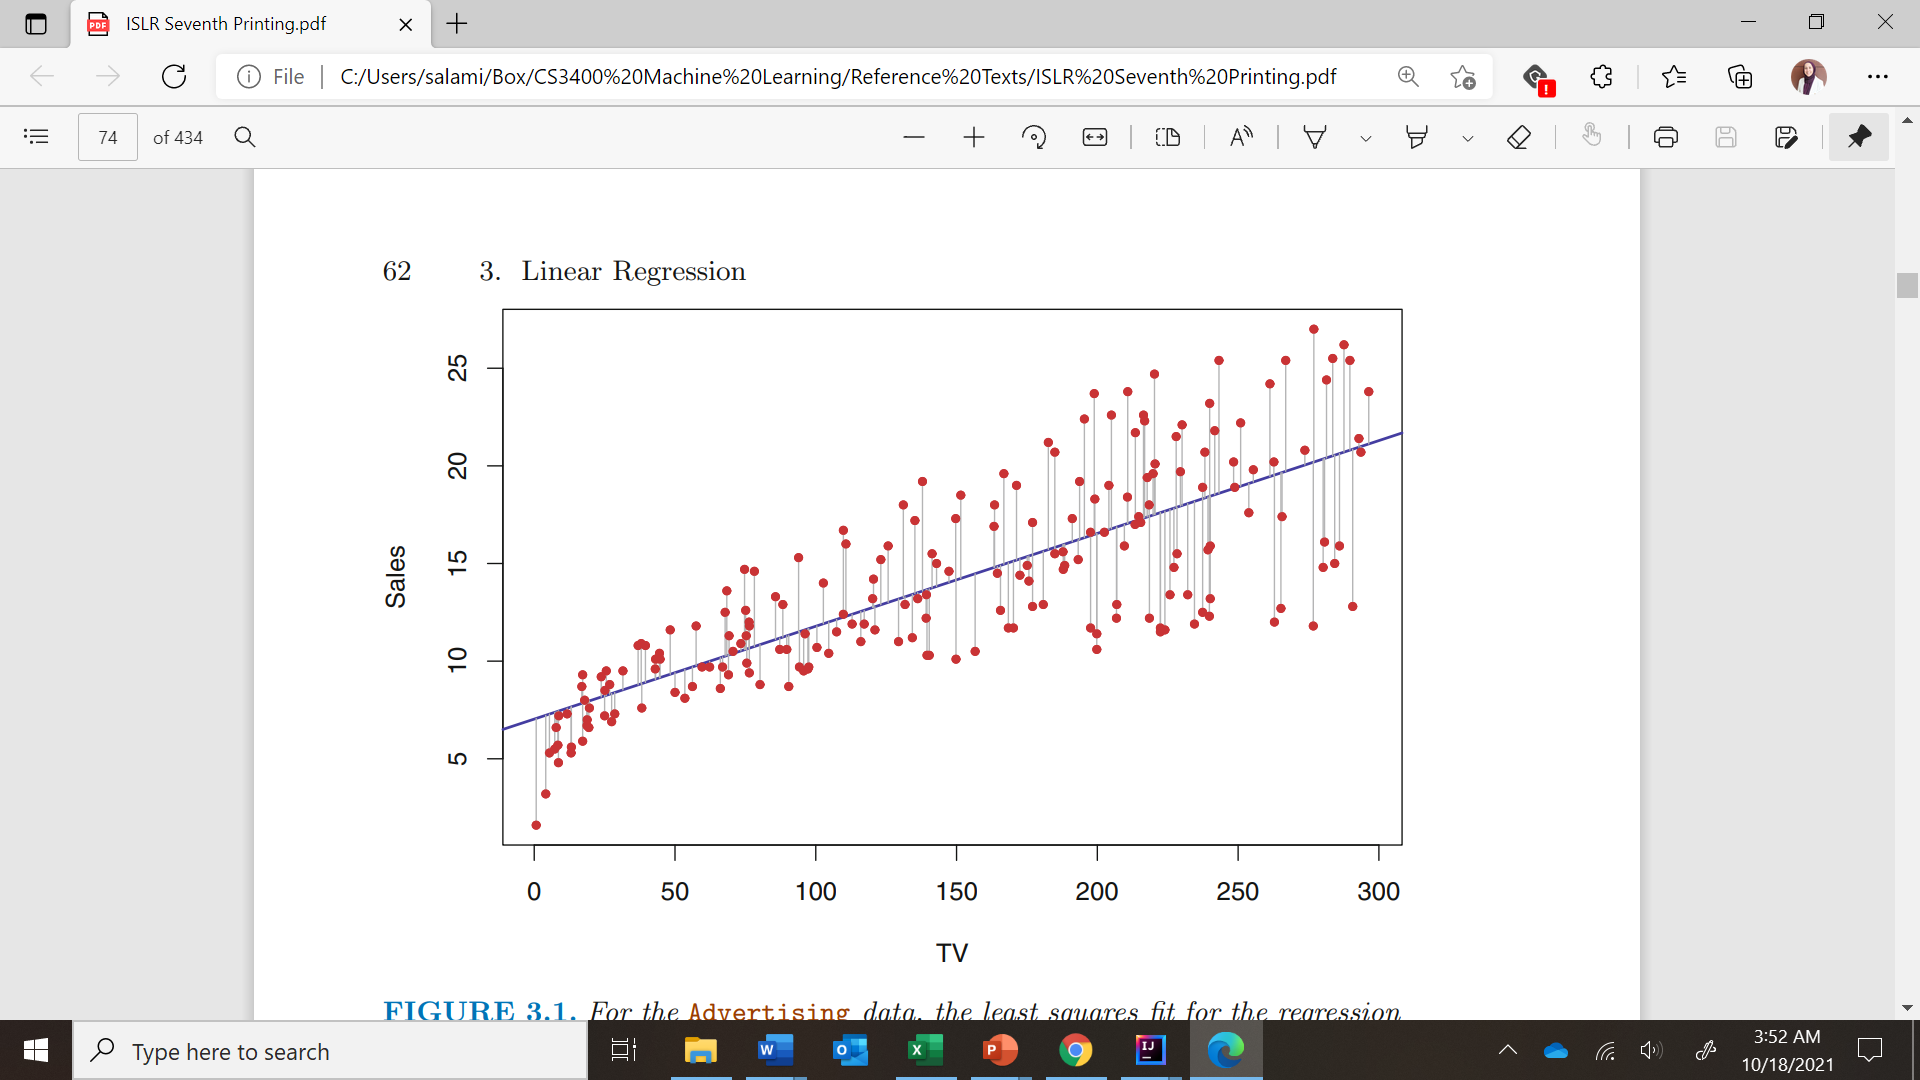 ISLR Seventh Printing.pdf
File C:/Users/salami/Box/CS3400%20Machine%20Learning/Reference%20Texts/ISLR%20Seventh%20Printing.pdf
74 of 434
62 3. Linear Regression
25
20
15
10
5
Sales
0 50 100 150 200 250 300
TV
FIGURE 3.1. For the Advertising data, the least squares fit for the regression
Type here to search
3:52 AM
10/18/2021